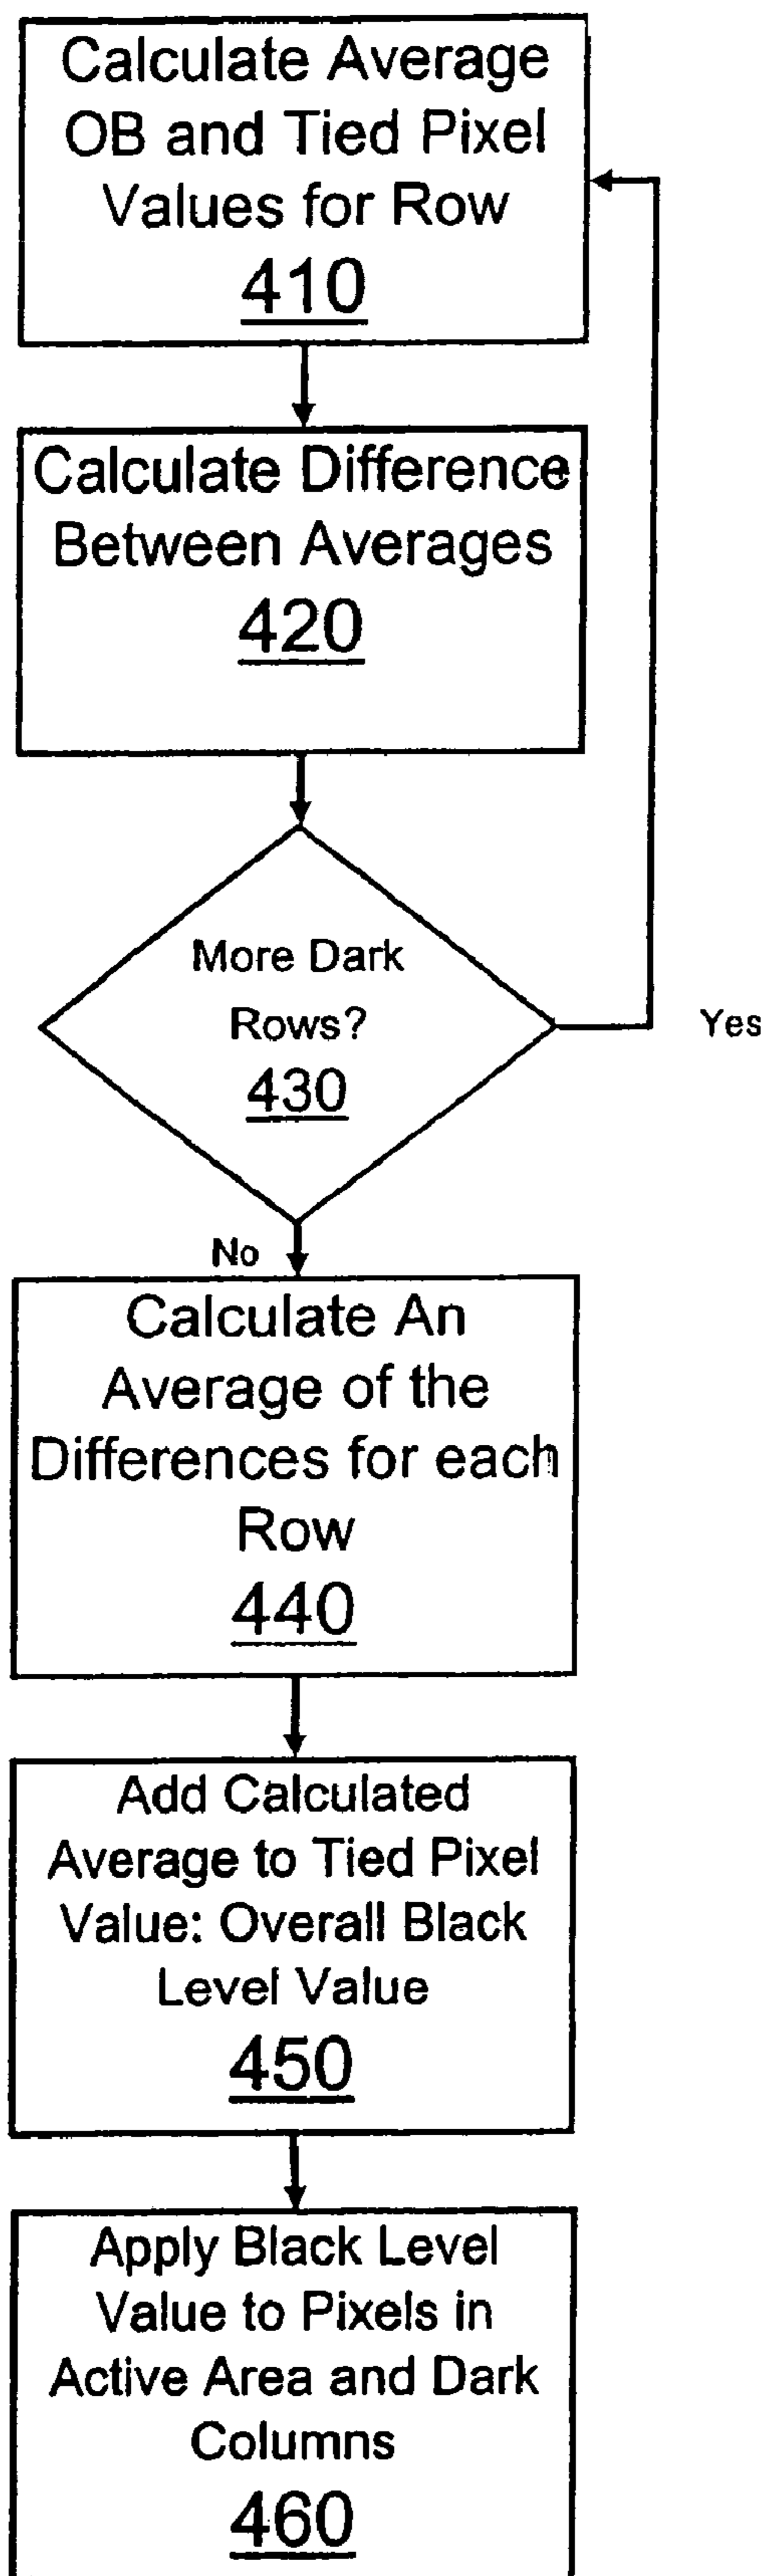 Calculate Average
OB and Tied Pixel
Values for Row
410
Calculate Difference
Between Averages
420
More Dark
Rows?
430
Yes
No
Calculate An
Average of the
Differences for each
Row
440
Add Calculated
Average to Tied Pixel
Value: Overall Black
Level Value
450
Apply Black Level
Value to Pixels in
Active Area and Dark
Columns
460